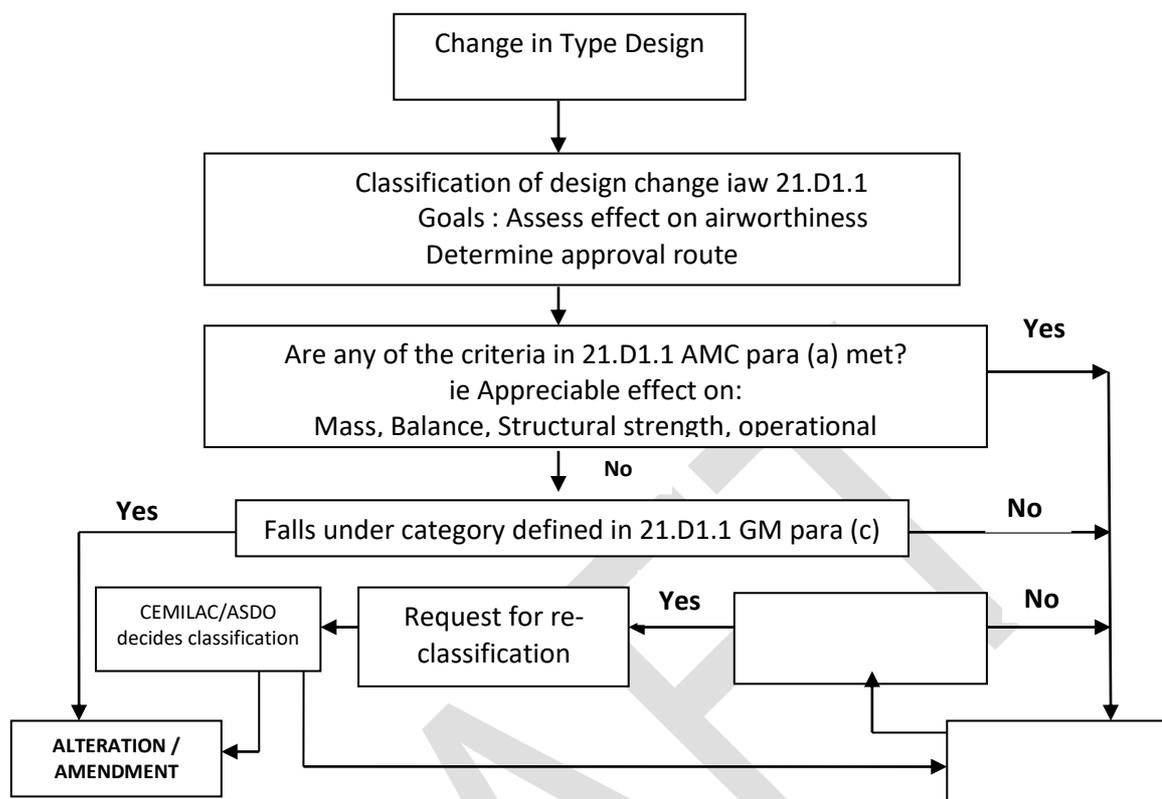 Change in Type Design
Classification of design change iaw 21.D1.1
Goals : Assess effect on airworthiness
Determine approval route
Yes
Are any of the criteria in 21.D1.1 AMC para (a) met?
ie Appreciable effect on:
Mass, Balance, Structural strength, operational
No
Yes
Falls under category defined in 21.D1.1 GM para (c)
No
CEMILAC/ASDO
decides classification
Request for re-
classification
Yes
No
ALTERATION /
AMENDMENT